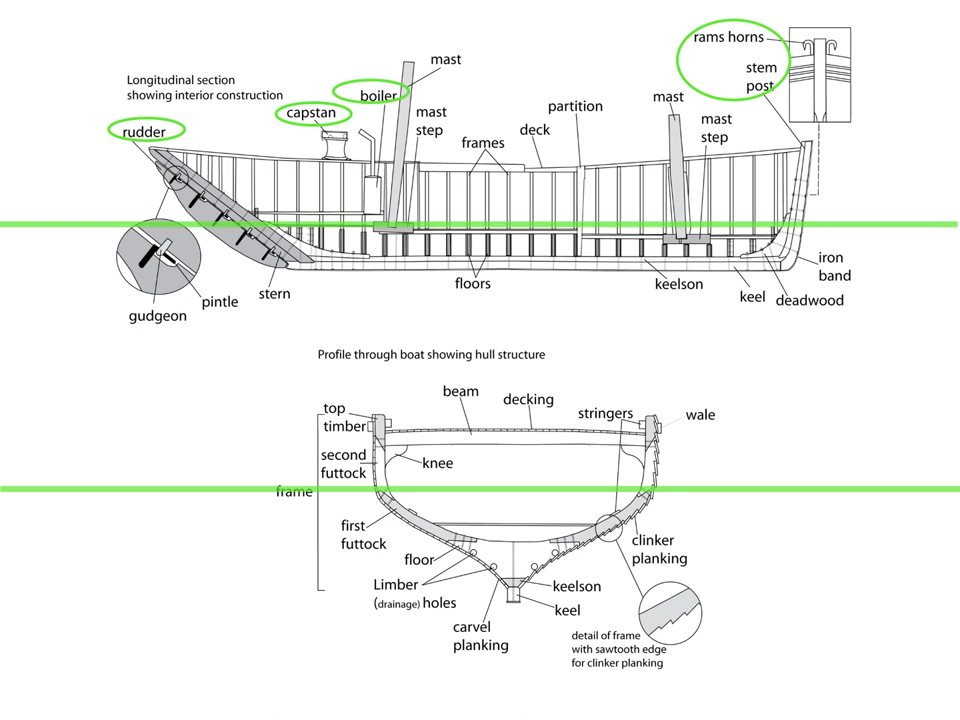 Longitudinal section
showing interior construction
rudder
capstan
boiler
mast
mast
step
frames
deck
partition
mast
mast
step
rams horns
stem
post
gudgeon
pintle
stern
floors
keelson
keel
deadwood
iron
band
Profile through boat showing hull structure
top
timber
second
futtock
frame
first
futtock
floor
Limber
(drainage) holes
carvel
planking
beam
decking
knee
stringers
wale
clinker
planking
keelson
keel
detail of frame
with sawtooth edge
for clinker planking